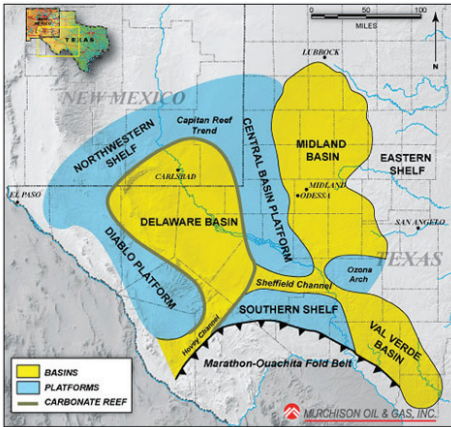 TEXAS
0 50 100
MILES
N
LUBBOCK
NEW MEXICO
NORTHWESTERN
SHELF
Capitan Reef
Trend
CENTRAL BASIN PLATFORM
MIDLAND
BASIN
EASTERN
SHELF
CARLSBAD
MIDLAND
ODESSA
EL PASO
DELAWARE BASIN
SAN ANGELO
DIABLO PLATFORM
TEXAS
Ozona
Arch
Sheffield Channel
SOUTHERN SHELF
Hovey Channel
VAL VERDE
BASIN
Marathon-Ouachita Fold Belt
BASINS
PLATFORMS
CARBONATE REEF
MURCHISON OIL & GAS, INC.